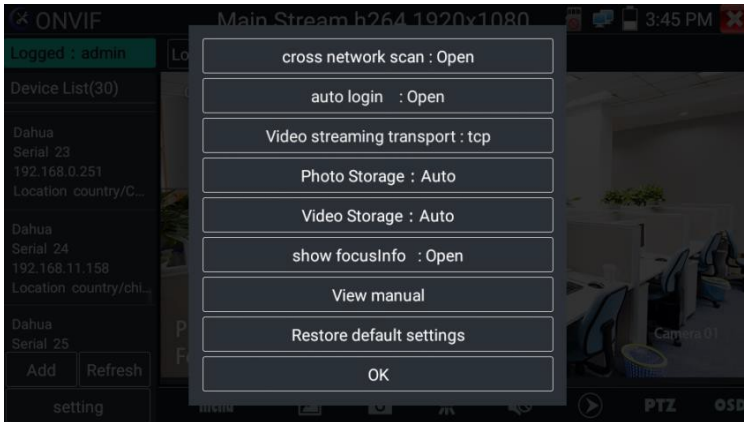 ONVIF
Main Stream h264 1920x1080
3:45 PM
Logged : admin
Lo
Device List(30)
Dahua
Serial 23
192.168.0.251
Location country/C...
Dahua
Serial 24
192.168.11.158
Location country/chi...
Dahua
Serial 25
Add
Refresh
setting
cross network scan : Open
auto login : Open
Video streaming transport : tcp
Photo Storage : Auto
Video Storage : Auto
show focusInfo : Open
View manual
Restore default settings
OK
Camera 01
menu
PTZ
OSD